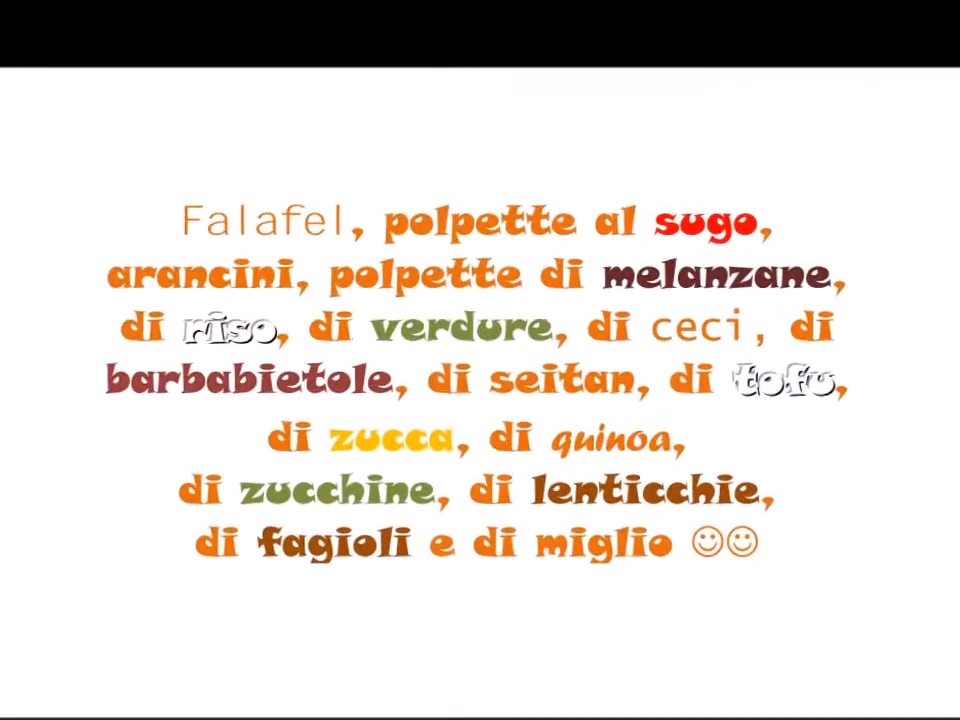 Falafel, polpette al sugo,
arancini, polpette di melanzane,
di riso, di verdure, di ceci, di
barbabietole, di seitan, di tofu,
di zucca, di quinoa,
di zucchine, di lenticchie,
di fagioli e di miglio ☺☺